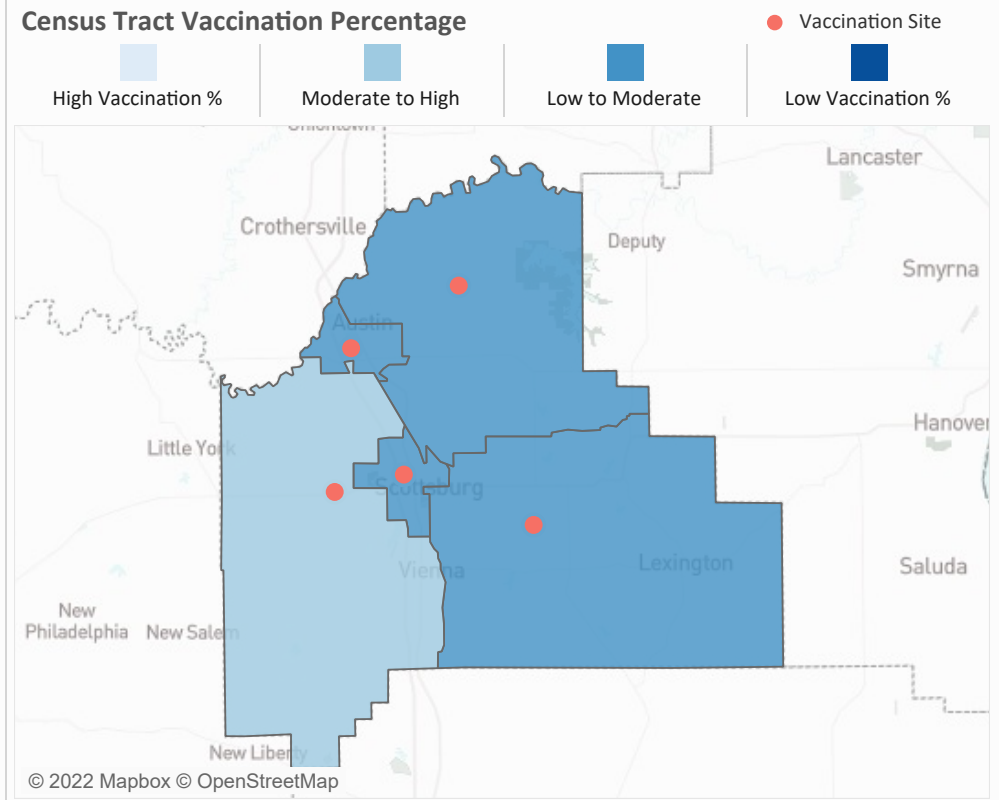 Census Tract Vaccination Percentage
Vaccination Site
High Vaccination %
Moderate to High
Low to Moderate
Low Vaccination %
Uniontown
Lancaster
Crothersville
Deputy
Smyrna
Austin
Hanover
Little York
Scottsburg
Vienna
Lexington
Saluda
New
Philadelphia
New Salem
New Liberty
© 2022 Mapbox © OpenStreetMap